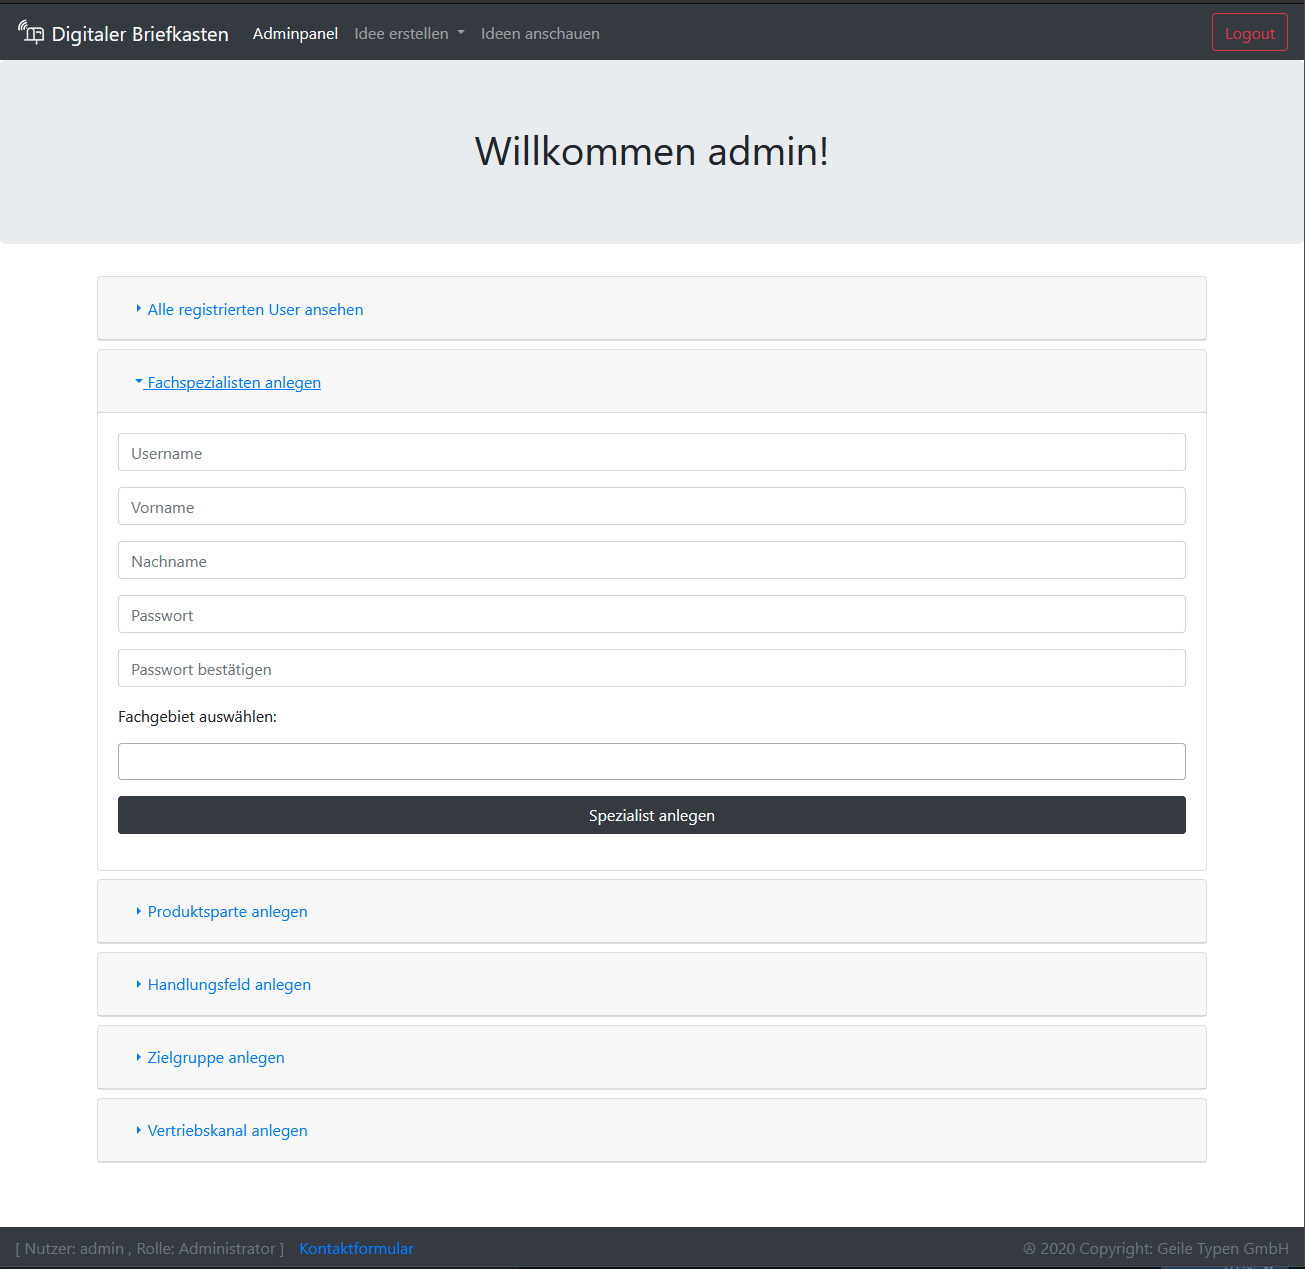 Digitaler Briefkasten Adminpanel Idee erstellen Ideen anschauen Logout
Willkommen admin!
Alle registrierten User ansehen
Fachspezialisten anlegen
Username
Vorname
Nachname
Passwort
Passwort bestätigen
Fachgebiet auswählen:
Spezialist anlegen
Produktsparte anlegen
Handlungsfeld anlegen
Zielgruppe anlegen
Vertriebskanal anlegen
[ Nutzer: admin , Rolle: Administrator ] Kontaktformular © 2020 Copyright: Geile Typen GmbH